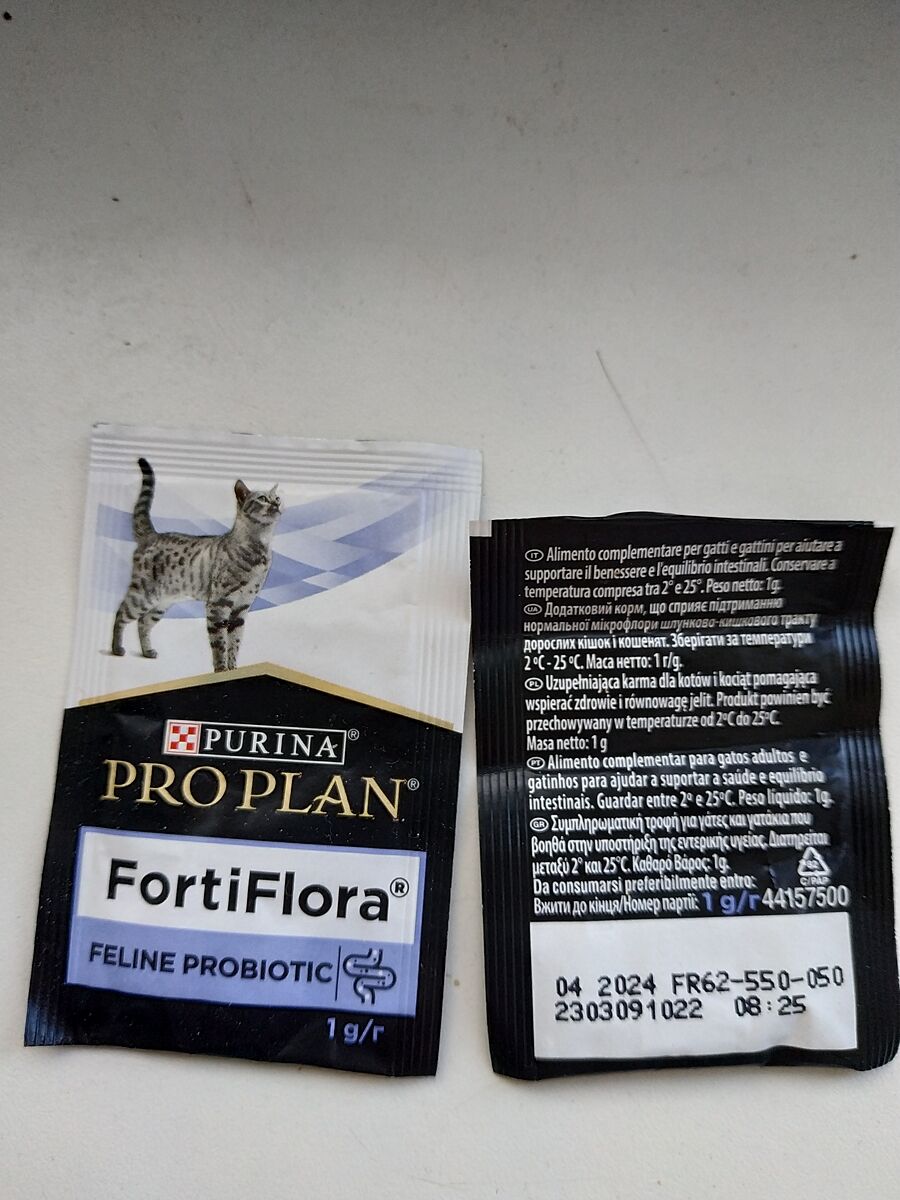 PURINA®
PRO PLAN®
FortiFlora®
FELINE PROBIOTIC
1 g/г
IT Alimento complementare per gatti e gattini per aiutare a
supportare il benessere e l'equilibrio intestinali. Conservare a
temperatura compresa tra 2° e 25°. Peso netto: 1g.
UA Додатковий корм, що сприяє підтриманню
нормальної мікрофлори шлунково-кишкового тракту
дорослих кішок і кошенят. Зберігати за температури
2 ºC - 25 ºC. Маса нетто: 1 г/g.
PL Uzupełniająca karma dla kotów i kociąt pomagająca
wspierać zdrowie i równowagę jelit. Produkt powinien być
przechowywany w temperaturze od 2°C do 25°C.
Masa netto: 1 g
PT Alimento complementar para gatos adultos e
gatinhos para ajudar a suportar a saúde e equilíbrio
intestinais. Guardar entre 2º e 25ºC. Peso líquido: 1g.
GR Συμπληρωματική τροφή για γάτες και γατάκια που
βοηθά στην υποστήριξη της εντερικής υγείας. Διατηρείται
μεταξύ 2° και 25°C. Καθαρό Βάρος: 1g.
Da consumarsi preferibilmente entro:
C/PAP
Вжити до кінця/Номер партії: 1 g/г 44157500
04 2024 FR62-550-050
2303091022 08:25